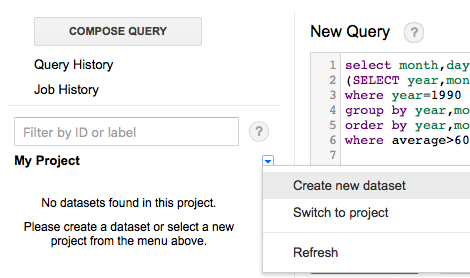 COMPOSE QUERY
Query History
Job History
Filter by ID or label
?
My Project
No datasets found in this project.
Please create a dataset or select a new
project from the menu above.
New Query
?
1 select month,day
2 (SELECT year,mon
3 where year=1990
4 group by year,mo
5 order by year,mo
6 where average>60
7
Create new dataset
Switch to project
Refresh